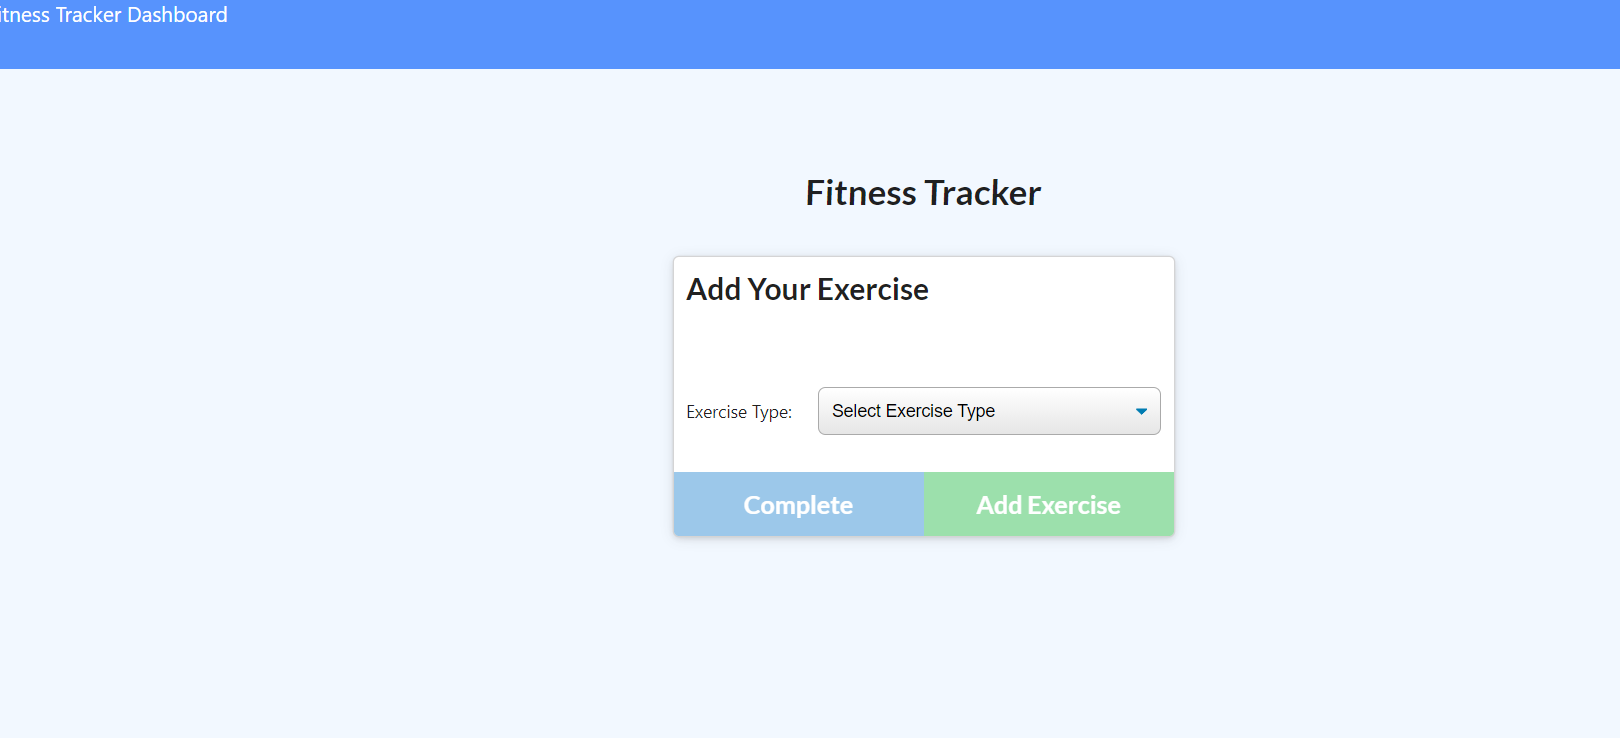 itness Tracker Dashboard
Fitness Tracker
Add Your Exercise
Exercise Type:
Select Exercise Type
Complete
Add Exercise